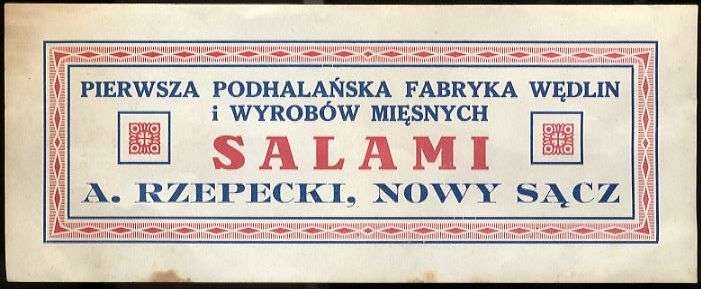 PIERWSZA PODHALAŃSKA FABRYKA WĘDLIN
i WYROBÓW MIĘSNYCH
SALAMI
A. RZEPECKI, NOWY SĄCZ